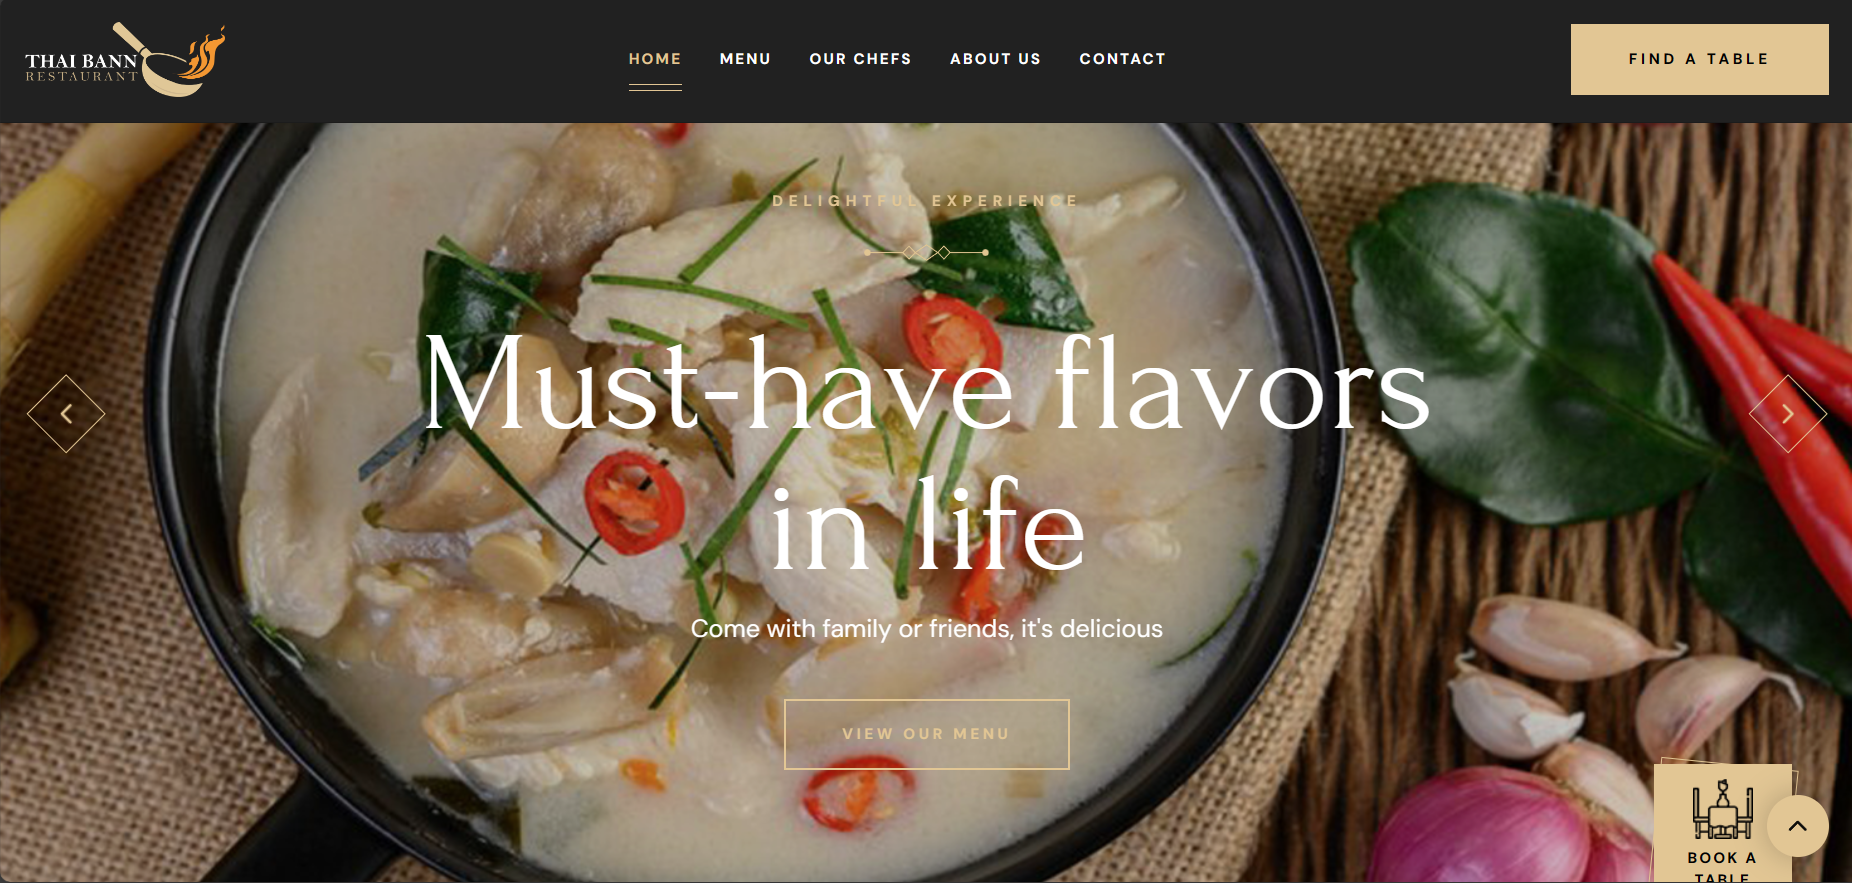 THAI BANN
RESTAURANT
HOME
MENU
OUR CHEFS
ABOUT US
CONTACT
FIND A TABLE
DELIGHTFUL EXPERIENCE
Must-have flavors
in life
Come with family or friends, it's delicious
VIEW OUR MENU
BOOK A
TABLE